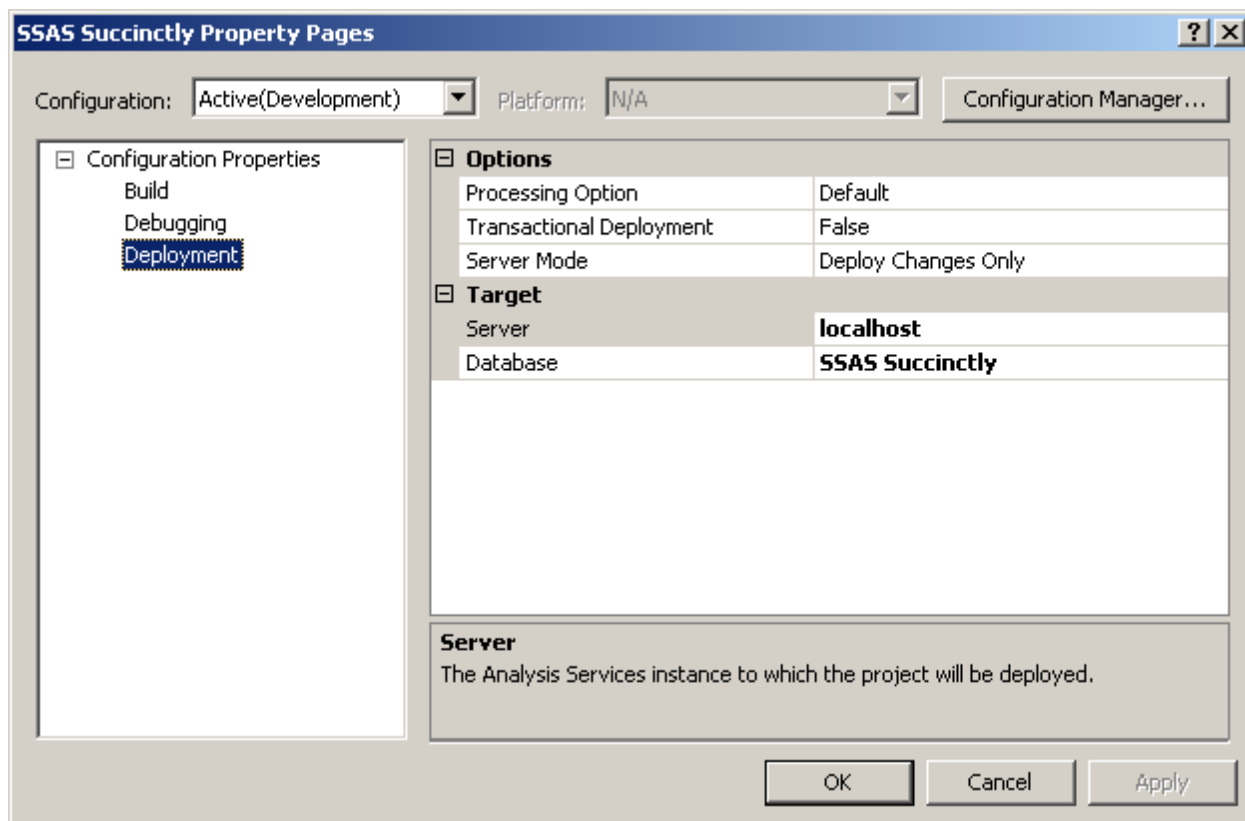 SSAS Succinctly Property Pages
Configuration: Active(Development) Platform: N/A Configuration Manager...
Configuration Properties
Build
Debugging
Deployment
Options
Processing Option Default
Transactional Deployment False
Server Mode Deploy Changes Only
Target
Server localhost
Database SSAS Succinctly
Server
The Analysis Services instance to which the project will be deployed.
OK Cancel Apply